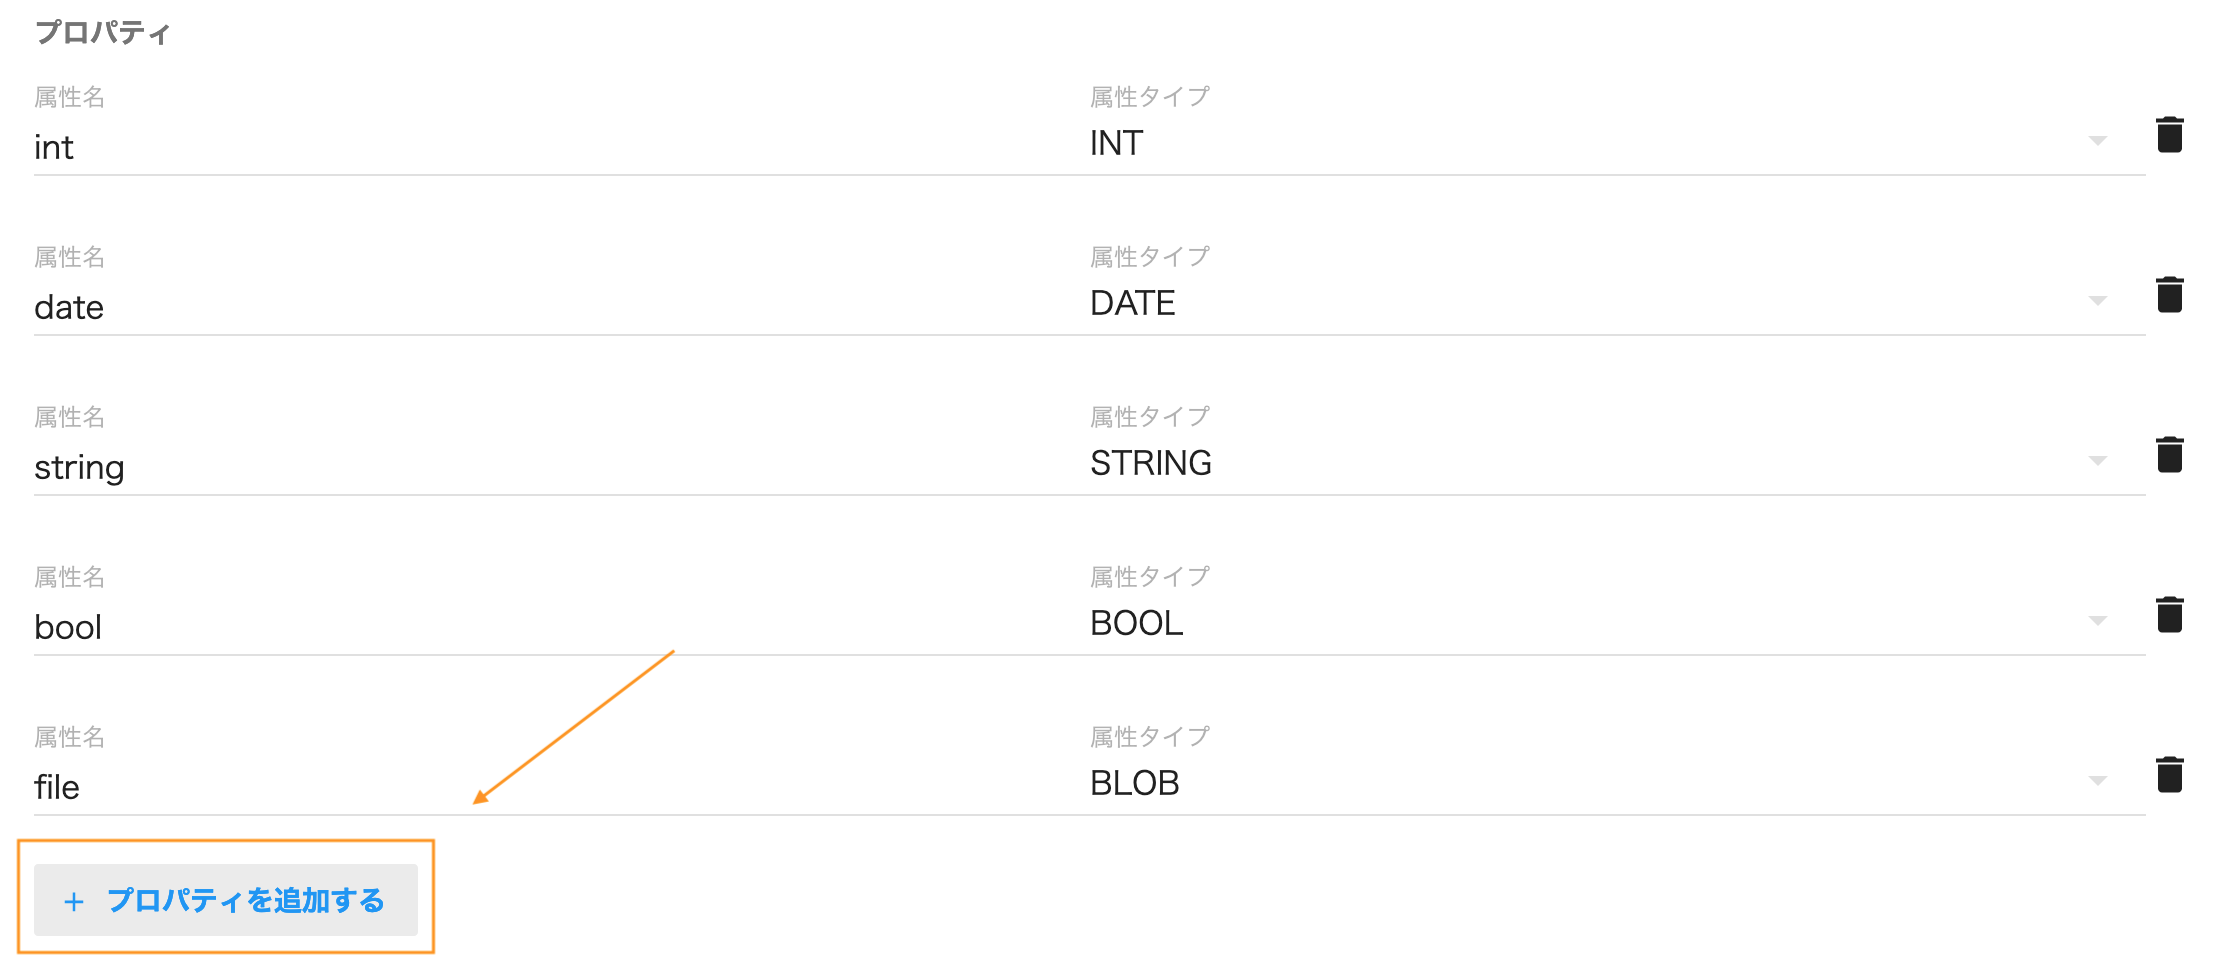 プロパティ
属性名 属性タイプ
int INT
属性名 属性タイプ
date DATE
属性名 属性タイプ
string STRING
属性名 属性タイプ
bool BOOL
属性名 属性タイプ
file BLOB
+ プロパティを追加する